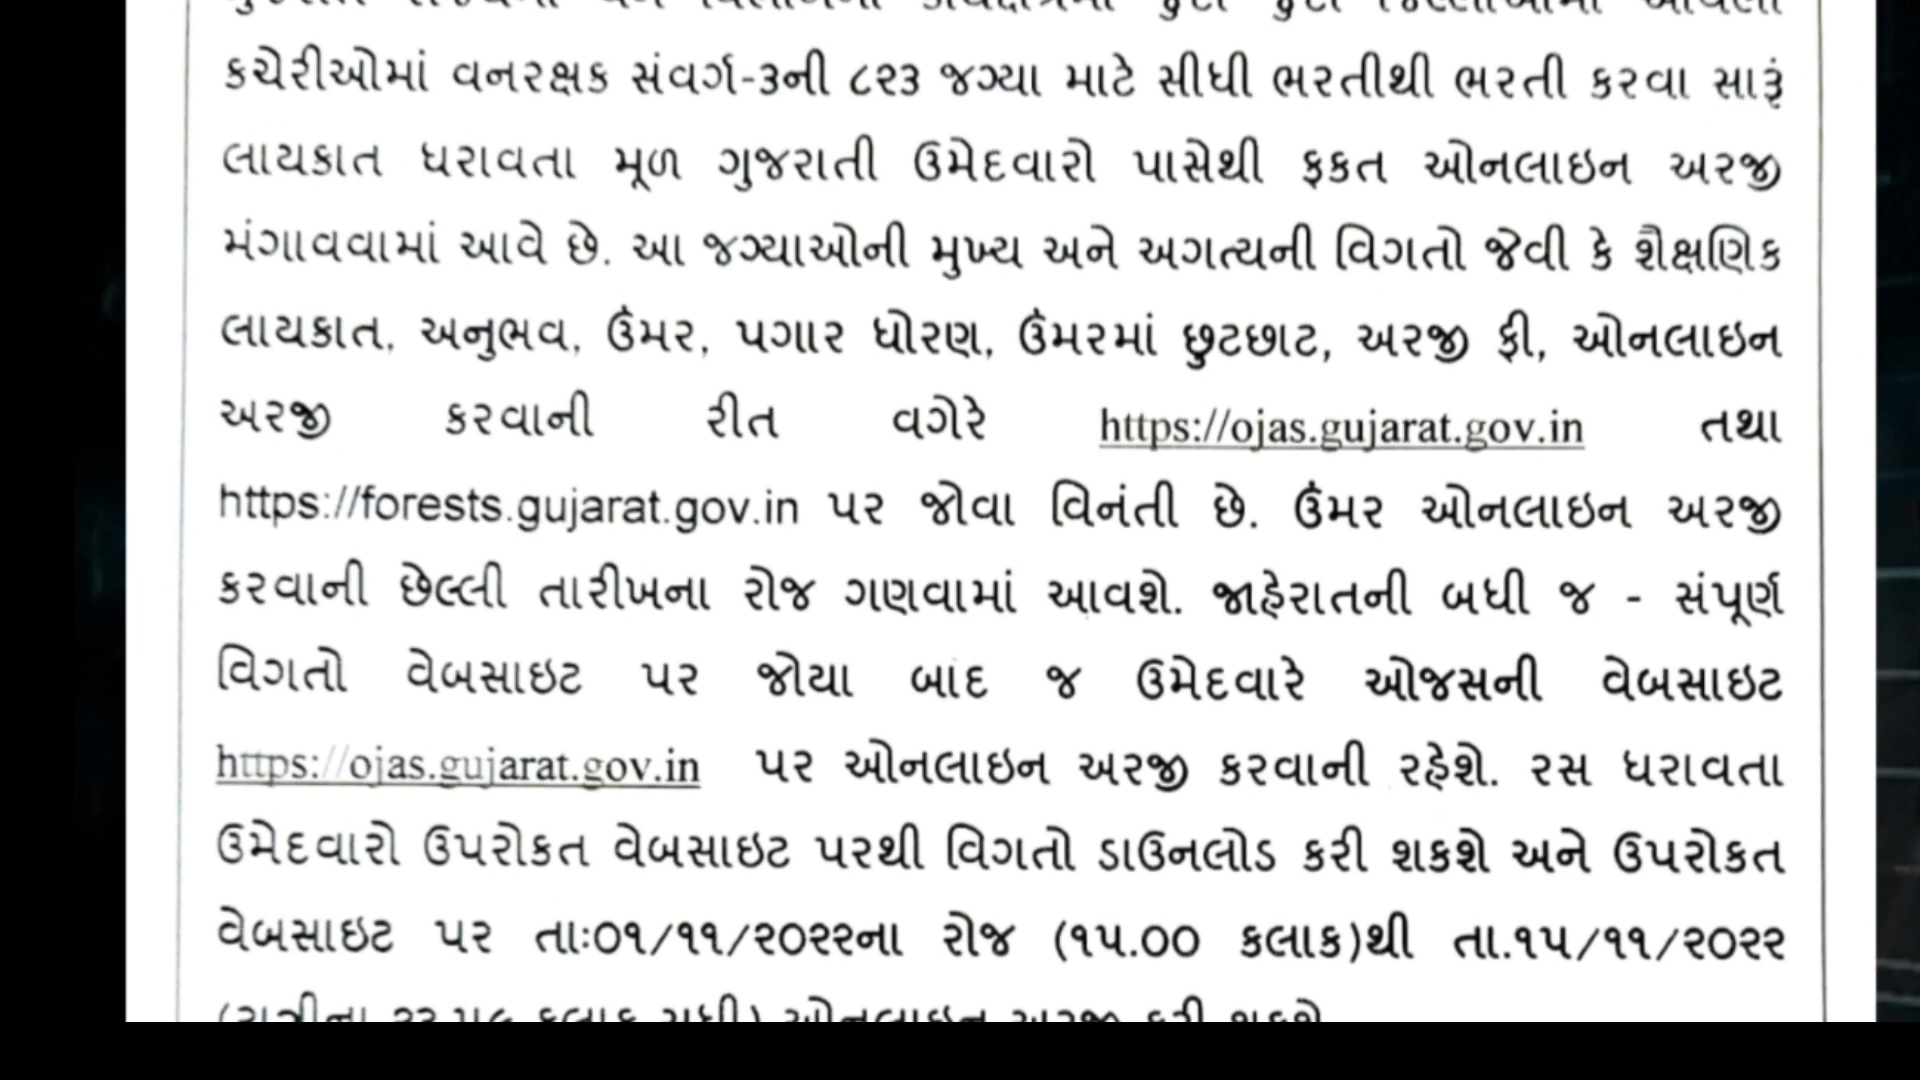 કચેરીઓમાં વનરક્ષક સંવર્ગ-૩ની ૮૨૩ જગ્યા માટે સીધી ભરતીથી ભરતી કરવા સારૂં
લાયકાત ધરાવતા મૂળ ગુજરાતી ઉમેદવારો પાસેથી ફકત ઓનલાઇન અરજી
મંગાવવામાં આવે છે. આ જગ્યાઓની મુખ્ય અને અગત્યની વિગતો જેવી કે શૈક્ષણિક
લાયકાત, અનુભવ, ઉંમર, પગાર ધોરણ, ઉંમરમાં છુટછાટ, અરજી ફી, ઓનલાઇન
અરજી કરવાની રીત વગેરે https://ojas.gujarat.gov.in તથા
https://forests.gujarat.gov.in પર જોવા વિનંતી છે. ઉંમર ઓનલાઇન અરજી
કરવાની છેલ્લી તારીખના રોજ ગણવામાં આવશે. જાહેરાતની બધી જ - સંપૂર્ણ
વિગતો વેબસાઇટ પર જોયા બાદ જ ઉમેદવારે ઓજસની વેબસાઇટ
https://ojas.gujarat.gov.in પર ઓનલાઇન અરજી કરવાની રહેશે. રસ ધરાવતા
ઉમેદવારો ઉપરોકત વેબસાઇટ પરથી વિગતો ડાઉનલોડ કરી શકશે અને ઉપરોકત
વેબસાઇટ પર તાઃ૦૧/૧૧/૨૦૨૨ના રોજ (૧૫.૦૦ કલાક)થી તા.૧૫/૧૧/૨૦૨૨